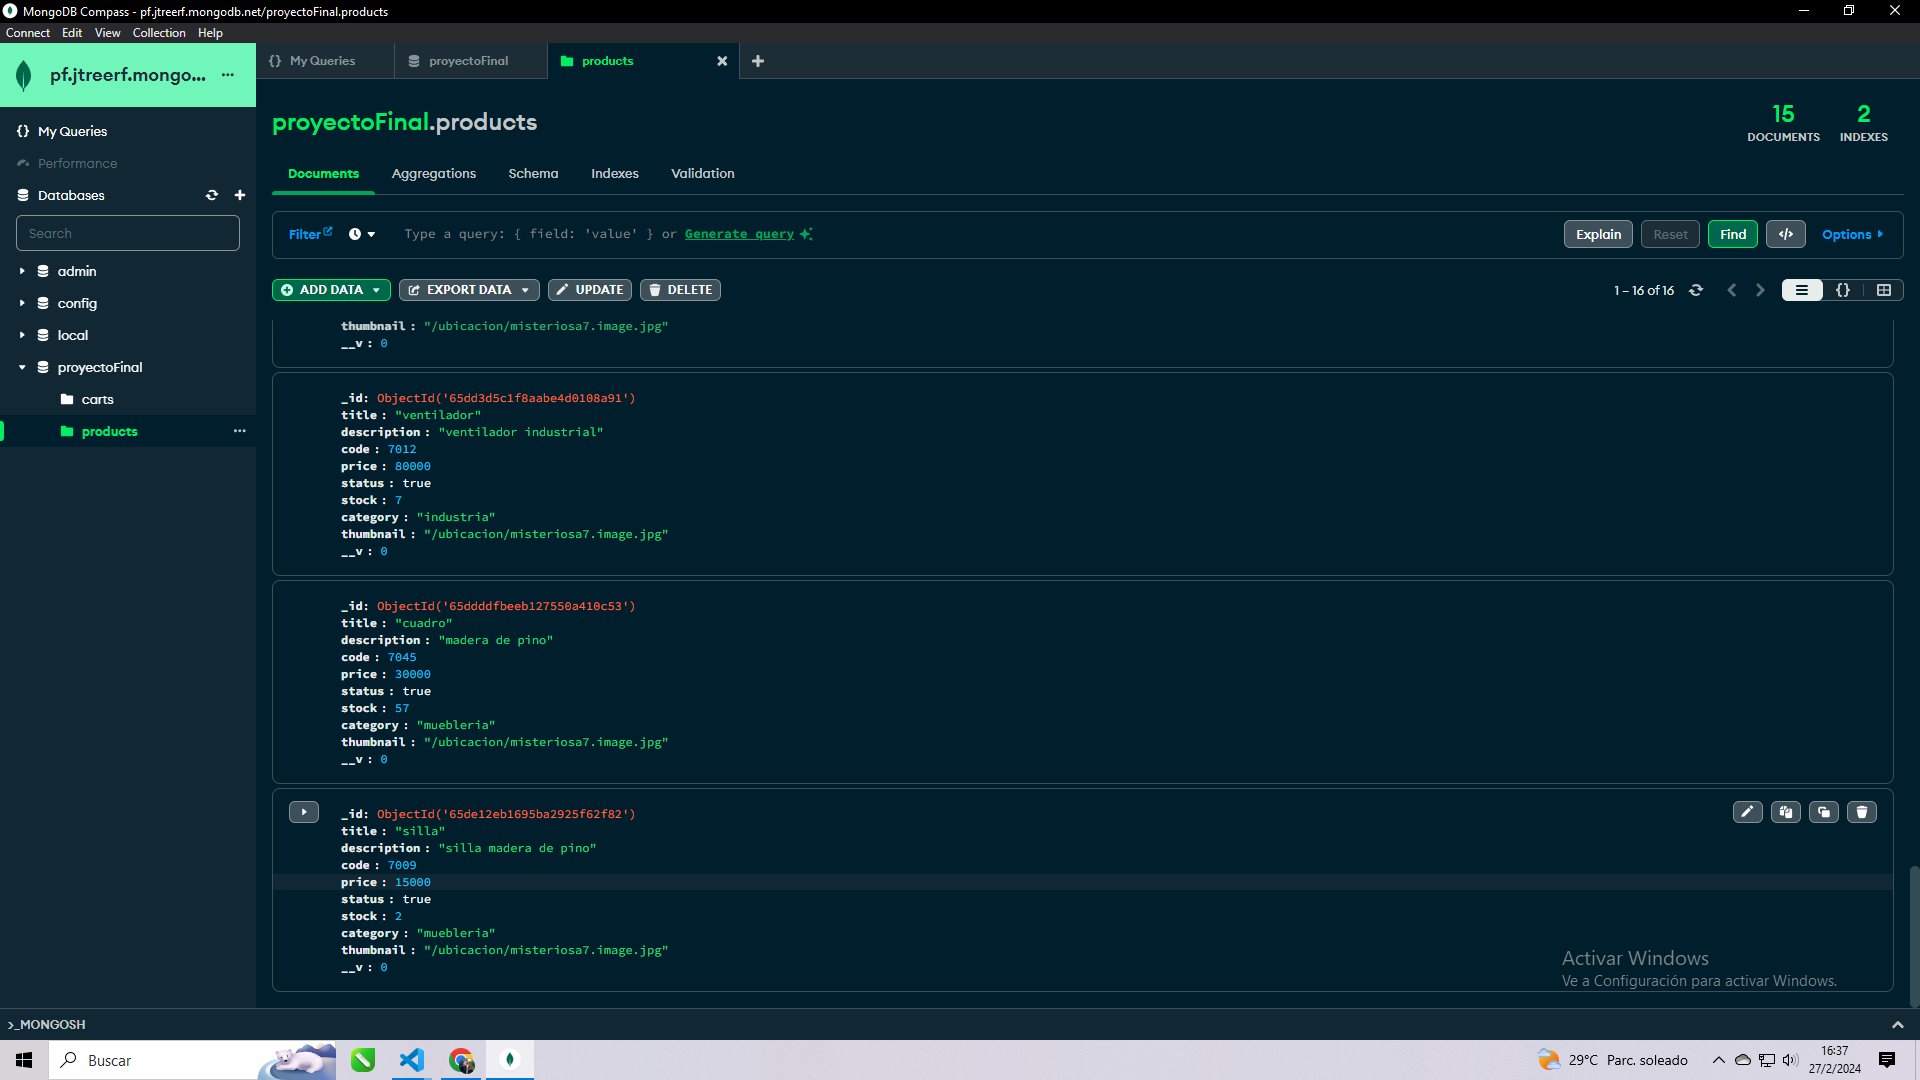 MongoDB Compass - pf.jtreerf.mongodb.net/proyectoFinal.products
Connect Edit View Collection Help
pf.jtreerf.mongo... ...
{} My Queries
proyectoFinal
products
My Queries
Performance
Databases
Search
admin
config
local
proyectoFinal
carts
products
proyectoFinal.products
15
DOCUMENTS
2
INDEXES
Documents Aggregations Schema Indexes Validation
Filter Type a query: { field: 'value' } or Generate query Explain Reset Find </> Options
ADD DATA EXPORT DATA UPDATE DELETE 1 – 16 of 16 {}
thumbnail : "/ubicacion/misteriosa7.image.jpg"
__v : 0
_id: ObjectId('65dd3d5c1f8aabe4d0108a91')
title : "ventilador"
description : "ventilador industrial"
code : 7012
price : 80000
status : true
stock : 7
category : "industria"
thumbnail : "/ubicacion/misteriosa7.image.jpg"
__v : 0
_id: ObjectId('65ddddfbeeb127550a410c53')
title : "cuadro"
description : "madera de pino"
code : 7045
price : 30000
status : true
stock : 57
category : "muebleria"
thumbnail : "/ubicacion/misteriosa7.image.jpg"
__v : 0
_id: ObjectId('65de12eb1695ba2925f62f82')
title : "silla"
description : "silla madera de pino"
code : 7009
price : 15000
status : true
stock : 2
category : "muebleria"
thumbnail : "/ubicacion/misteriosa7.image.jpg"
__v : 0
Activar Windows
Ve a Configuración para activar Windows.
>_MONGOSH
Buscar
29°C Parc. soleado
16:37
27/2/2024